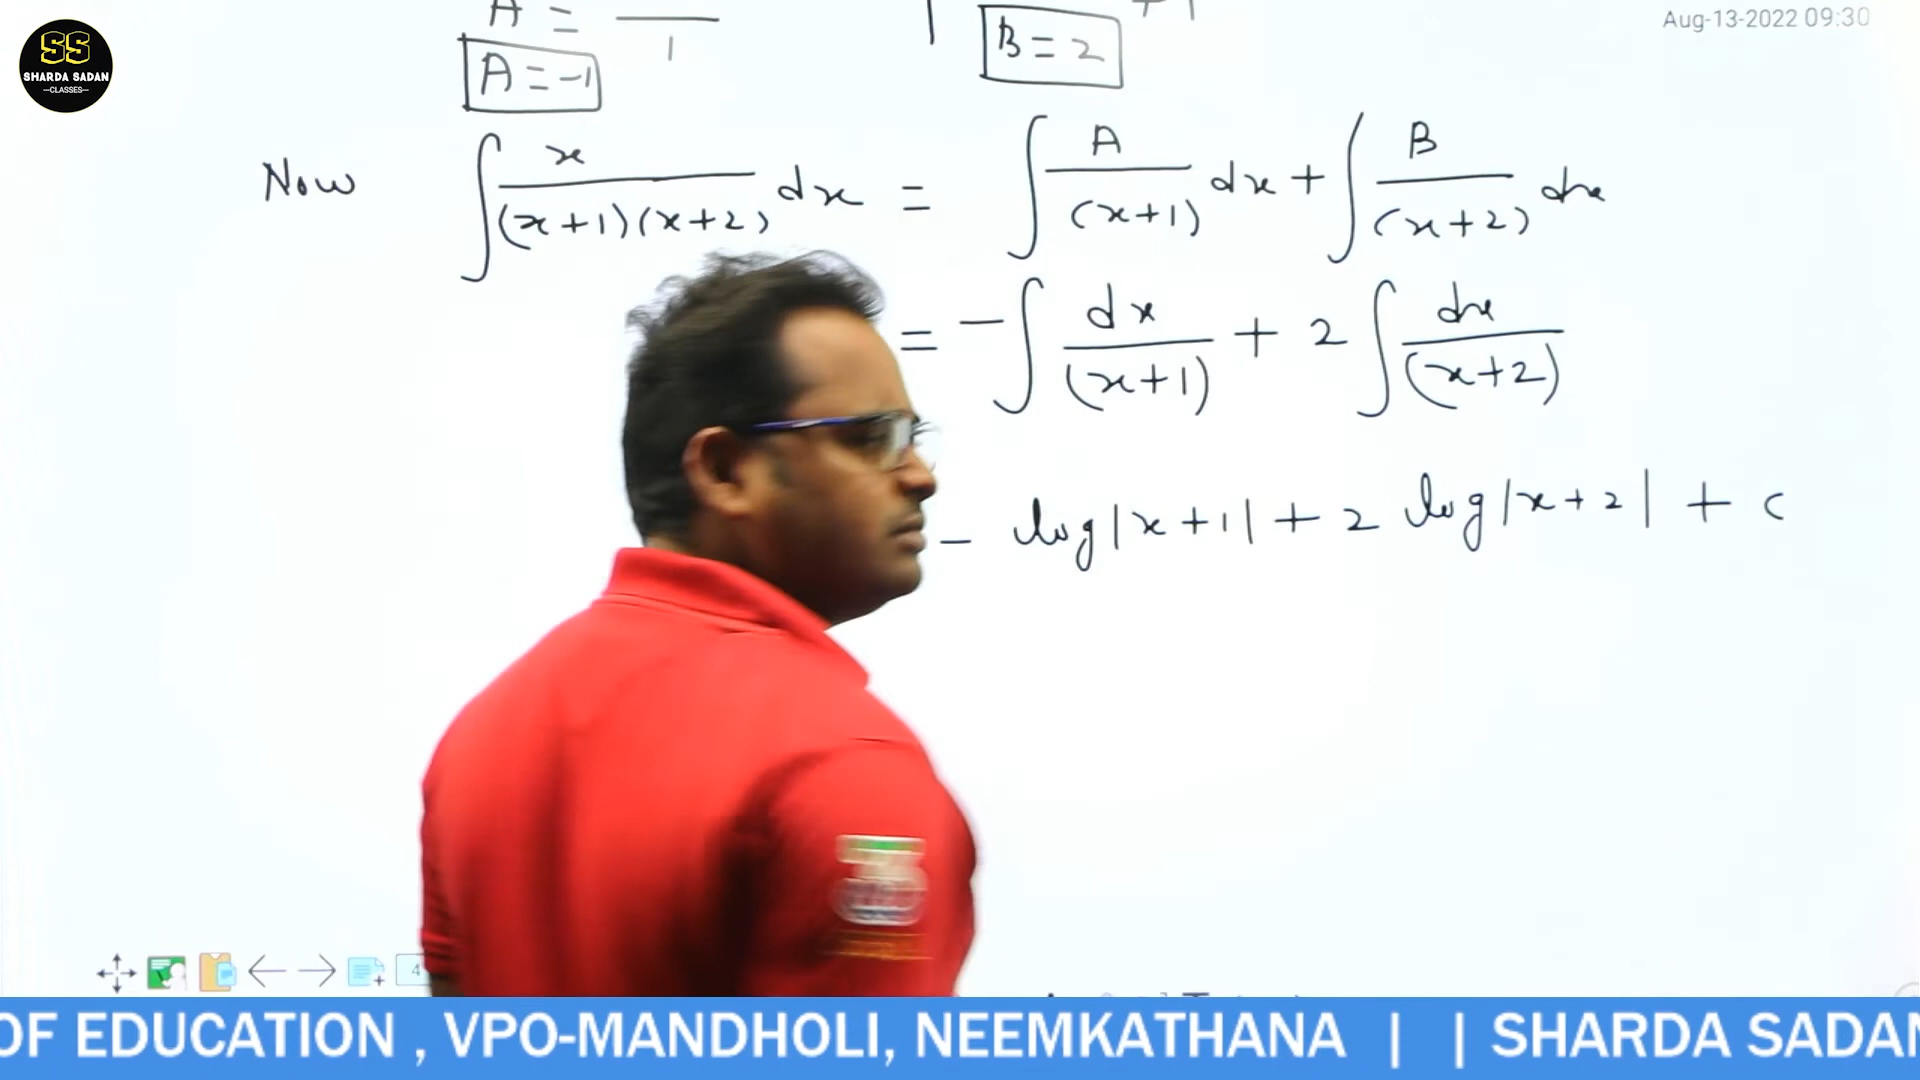 Aug-13-2022 09:30
SS
SHARDA SADAN
---CLASSES---
A = ―/1
A = -1
B = 2
Now ∫ x/((x+1)(x+2)) dx = ∫ A/(x+1) dx + ∫ B/(x+2) dx
= -∫ dx/(x+1) + 2 ∫ dx/(x+2)
- log|x+1| + 2 log|x+2| + c
4
OF EDUCATION , VPO-MANDHOLI, NEEMKATHANA | | SHARDA SADAN